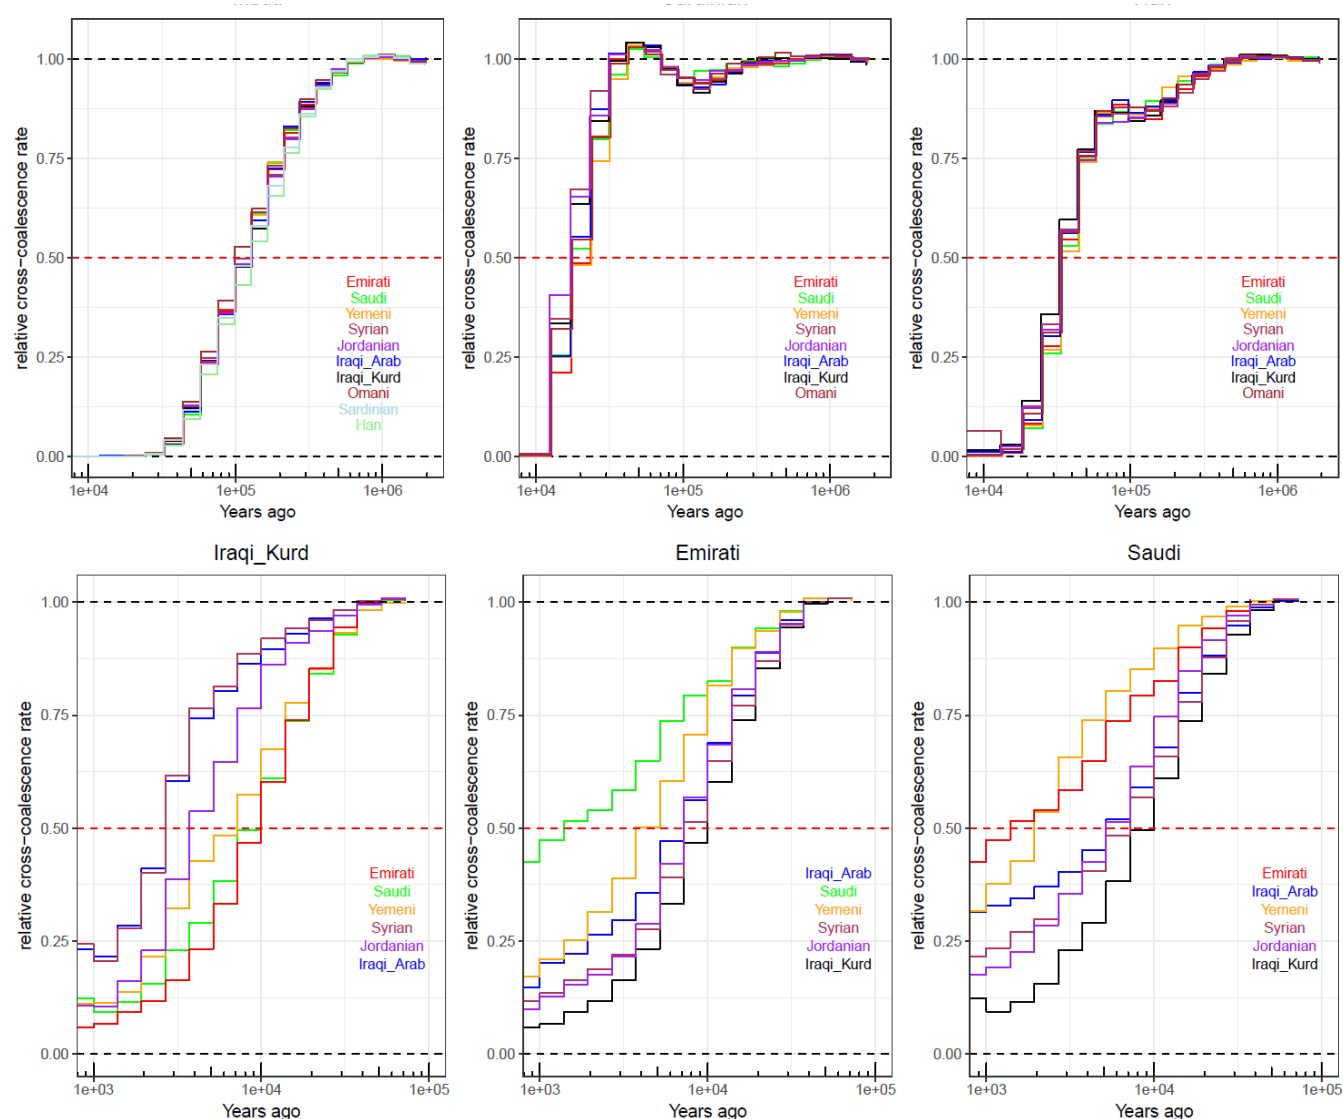 1.00
0.75
0.50
0.25
0.00
relative cross-coalescence rate
Emirati
Saudi
Yemeni
Syrian
Jordanian
Iraqi_Arab
Iraqi_Kurd
Omani
Sardinian
Han
1e+04
1e+05
1e+06
Years ago
1.00
0.75
0.50
0.25
0.00
relative cross-coalescence rate
Emirati
Saudi
Yemeni
Syrian
Jordanian
Iraqi_Arab
Iraqi_Kurd
Omani
1e+04
1e+05
1e+06
Years ago
1.00
0.75
0.50
0.25
0.00
relative cross-coalescence rate
Emirati
Saudi
Yemeni
Syrian
Jordanian
Iraqi_Arab
Iraqi_Kurd
Omani
1e+04
1e+05
1e+06
Years ago
Iraqi_Kurd
1.00
0.75
0.50
0.25
0.00
relative cross-coalescence rate
Emirati
Saudi
Yemeni
Syrian
Jordanian
Iraqi_Arab
1e+03
1e+04
1e+05
Years ago
Emirati
1.00
0.75
0.50
0.25
0.00
relative cross-coalescence rate
Iraqi_Arab
Saudi
Yemeni
Syrian
Jordanian
Iraqi_Kurd
1e+03
1e+04
1e+05
Years ago
Saudi
1.00
0.75
0.50
0.25
0.00
relative cross-coalescence rate
Emirati
Iraqi_Arab
Yemeni
Syrian
Jordanian
Iraqi_Kurd
1e+03
1e+04
1e+05
Years ago